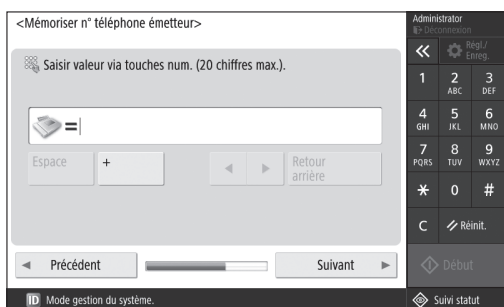 <Mémoriser n° téléphone émetteur>
Saisir valeur via touches num. (20 chiffres max.).
=
Espace
+
Retour
arrière
Précédent
Suivant
ID Mode gestion du système.
Administrator
Déconnexion
Régl./
Enreg.
1
2
3
ABC
DEF
4
5
6
GHI
JKL
MNO
7
8
9
PQRS
TUV
WXYZ
* 0 #
C
Réinit.
Début
Suivi statut